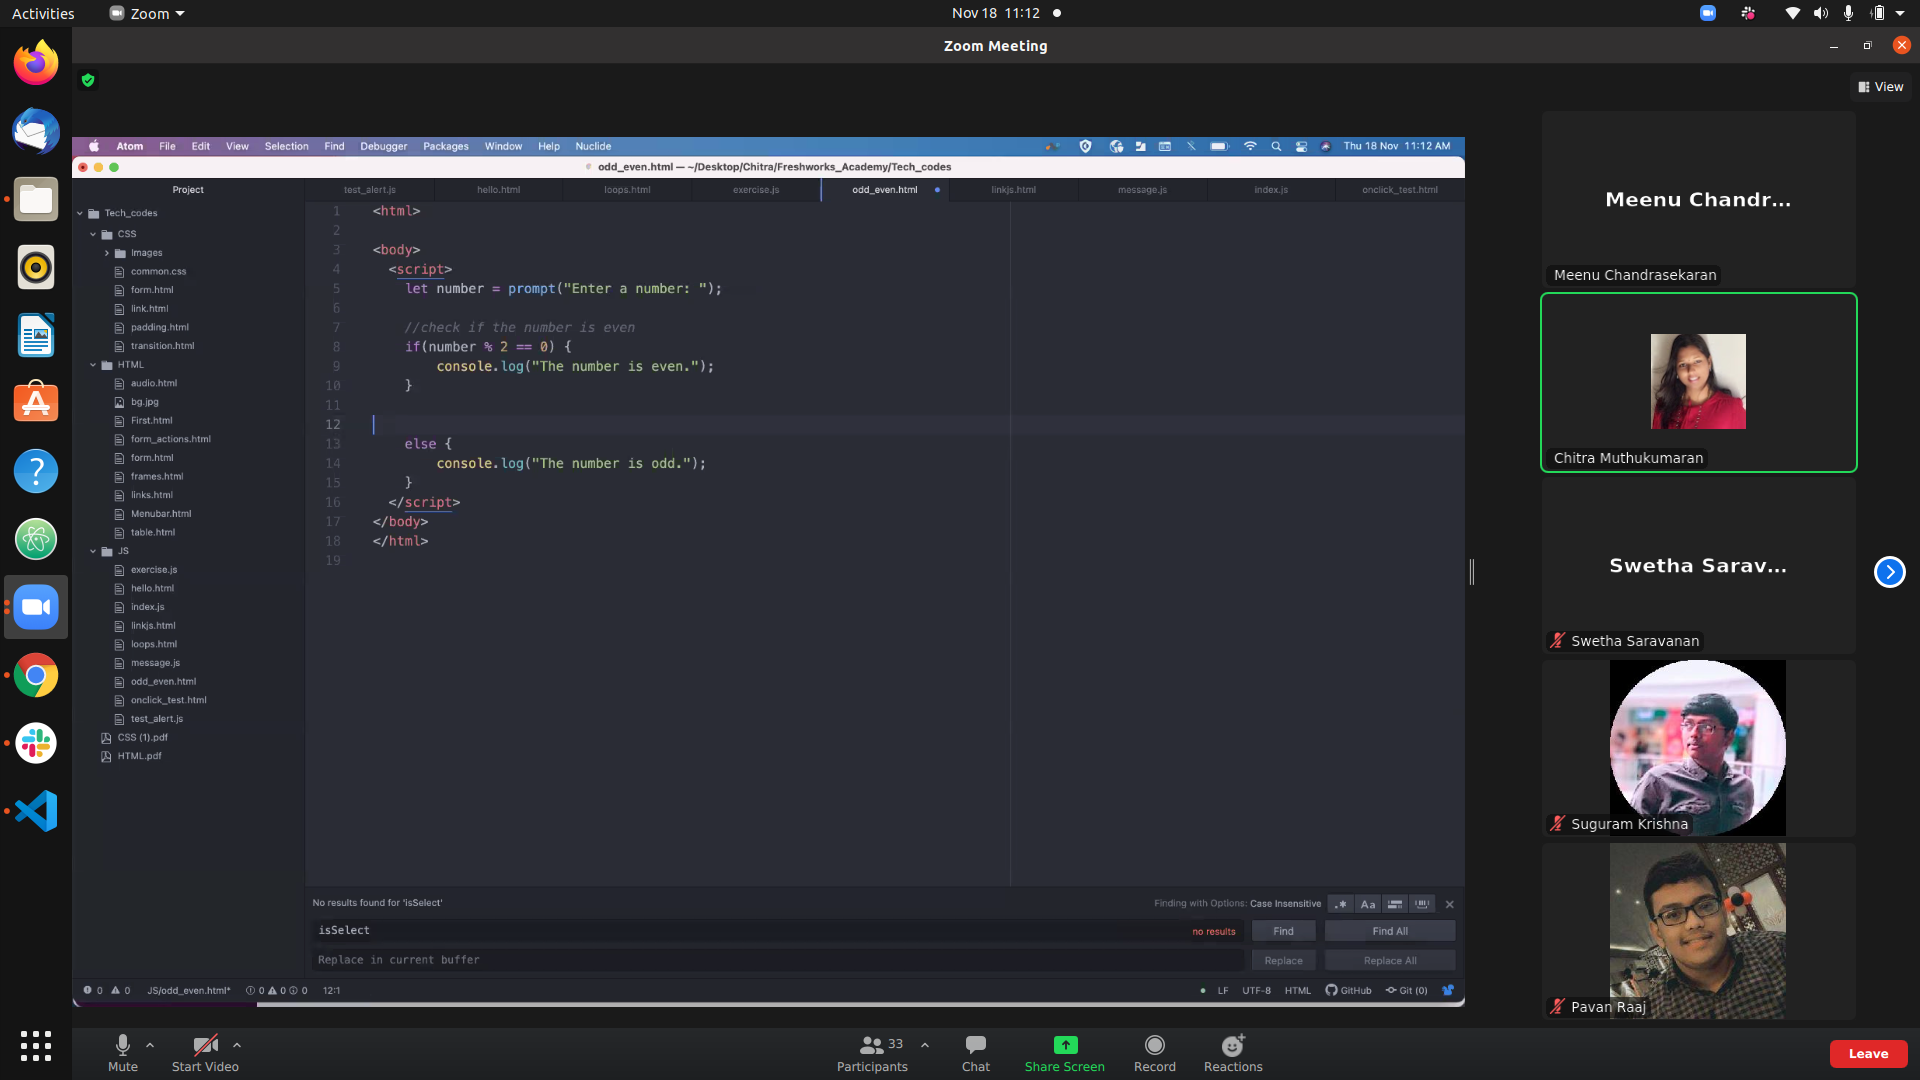 Activities
Zoom
Nov 18 11:12
Zoom Meeting
View
Atom File Edit View Selection Find Debugger Packages Window Help Nuclide
Thu 18 Nov 11:12 AM
odd_even.html — ~/Desktop/Chitra/Freshworks_Academy/Tech_codes
Project
test_alert.js hello.html loops.html exercise.js odd_even.html linkjs.html message.js index.js onclick_test.html
Tech_codes
CSS
Images
common.css
form.html
link.html
padding.html
transition.html
HTML
audio.html
bg.jpg
First.html
form_actions.html
form.html
frames.html
links.html
Menubar.html
table.html
JS
exercise.js
hello.html
index.js
linkjs.html
loops.html
message.js
odd_even.html
onclick_test.html
test_alert.js
CSS (1).pdf
HTML.pdf
1 <html>
2
3 <body>
4 <script>
5 let number = prompt("Enter a number: ");
6
7 //check if the number is even
8 if(number % 2 == 0) {
9 console.log("The number is even.");
10 }
11
12
13 else {
14 console.log("The number is odd.");
15 }
16 </script>
17 </body>
18 </html>
19
No results found for 'isSelect'
Finding with Options: Case Insensitive
.* Aa
isSelect
no results
Find
Find All
Replace in current buffer
Replace
Replace All
0 0 JS/odd_even.html* 0 0 0 12:1
LF UTF-8 HTML GitHub Git (0)
Meenu Chandr...
Meenu Chandrasekaran
Chitra Muthukumaran
Swetha Sarav...
Swetha Saravanan
Suguram Krishna
Pavan Raaj
Mute
Start Video
33
Participants
Chat
Share Screen
Record
Reactions
Leave